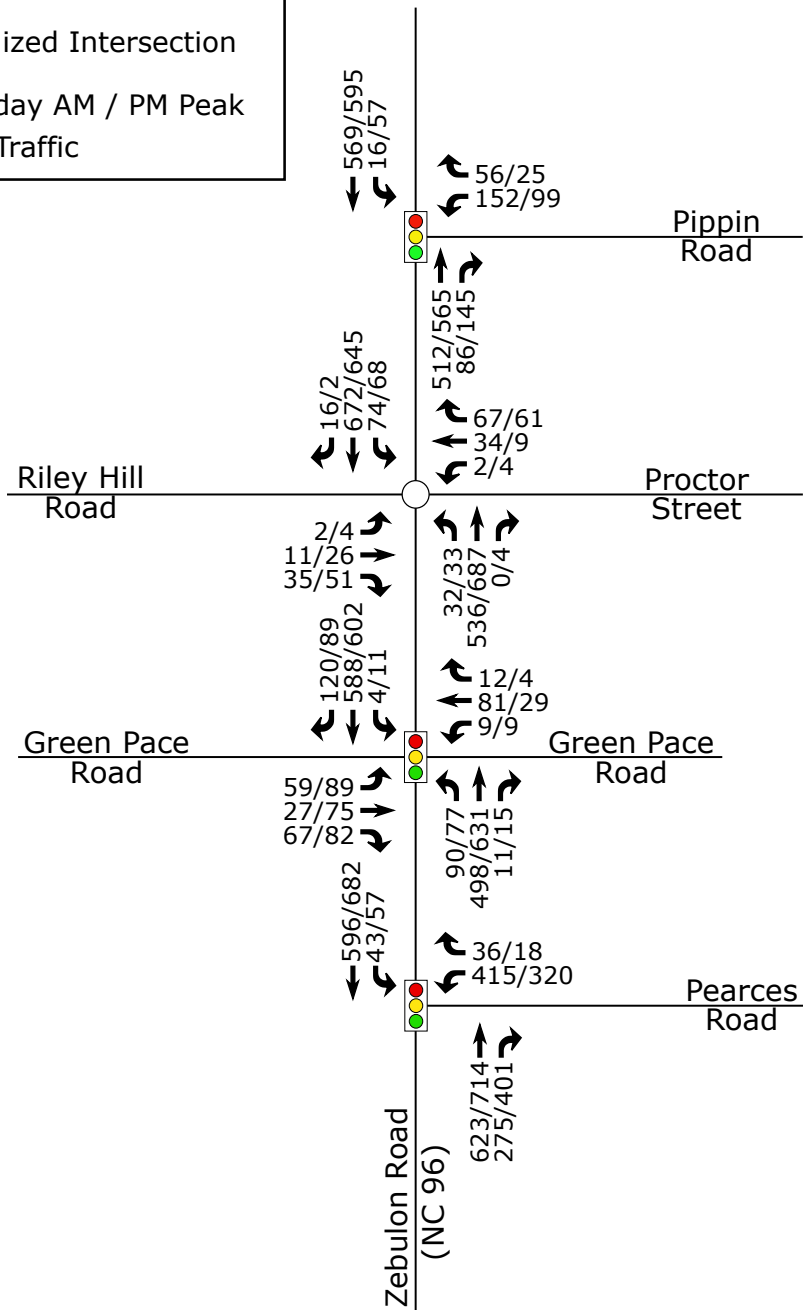 ized Intersection
day AM / PM Peak
Traffic
569/595
16/57
56/25
152/99
Pippin
Road
512/565
86/145
16/2
672/645
74/68
67/61
34/9
2/4
Riley Hill
Road
Proctor
Street
2/4
11/26
35/51
32/33
536/687
0/4
120/89
588/602
4/11
12/4
81/29
9/9
Green Pace
Road
Green Pace
Road
59/89
27/75
67/82
90/77
498/631
11/15
596/682
43/57
36/18
415/320
Pearces
Road
623/714
275/401
Zebulon Road
(NC 96)